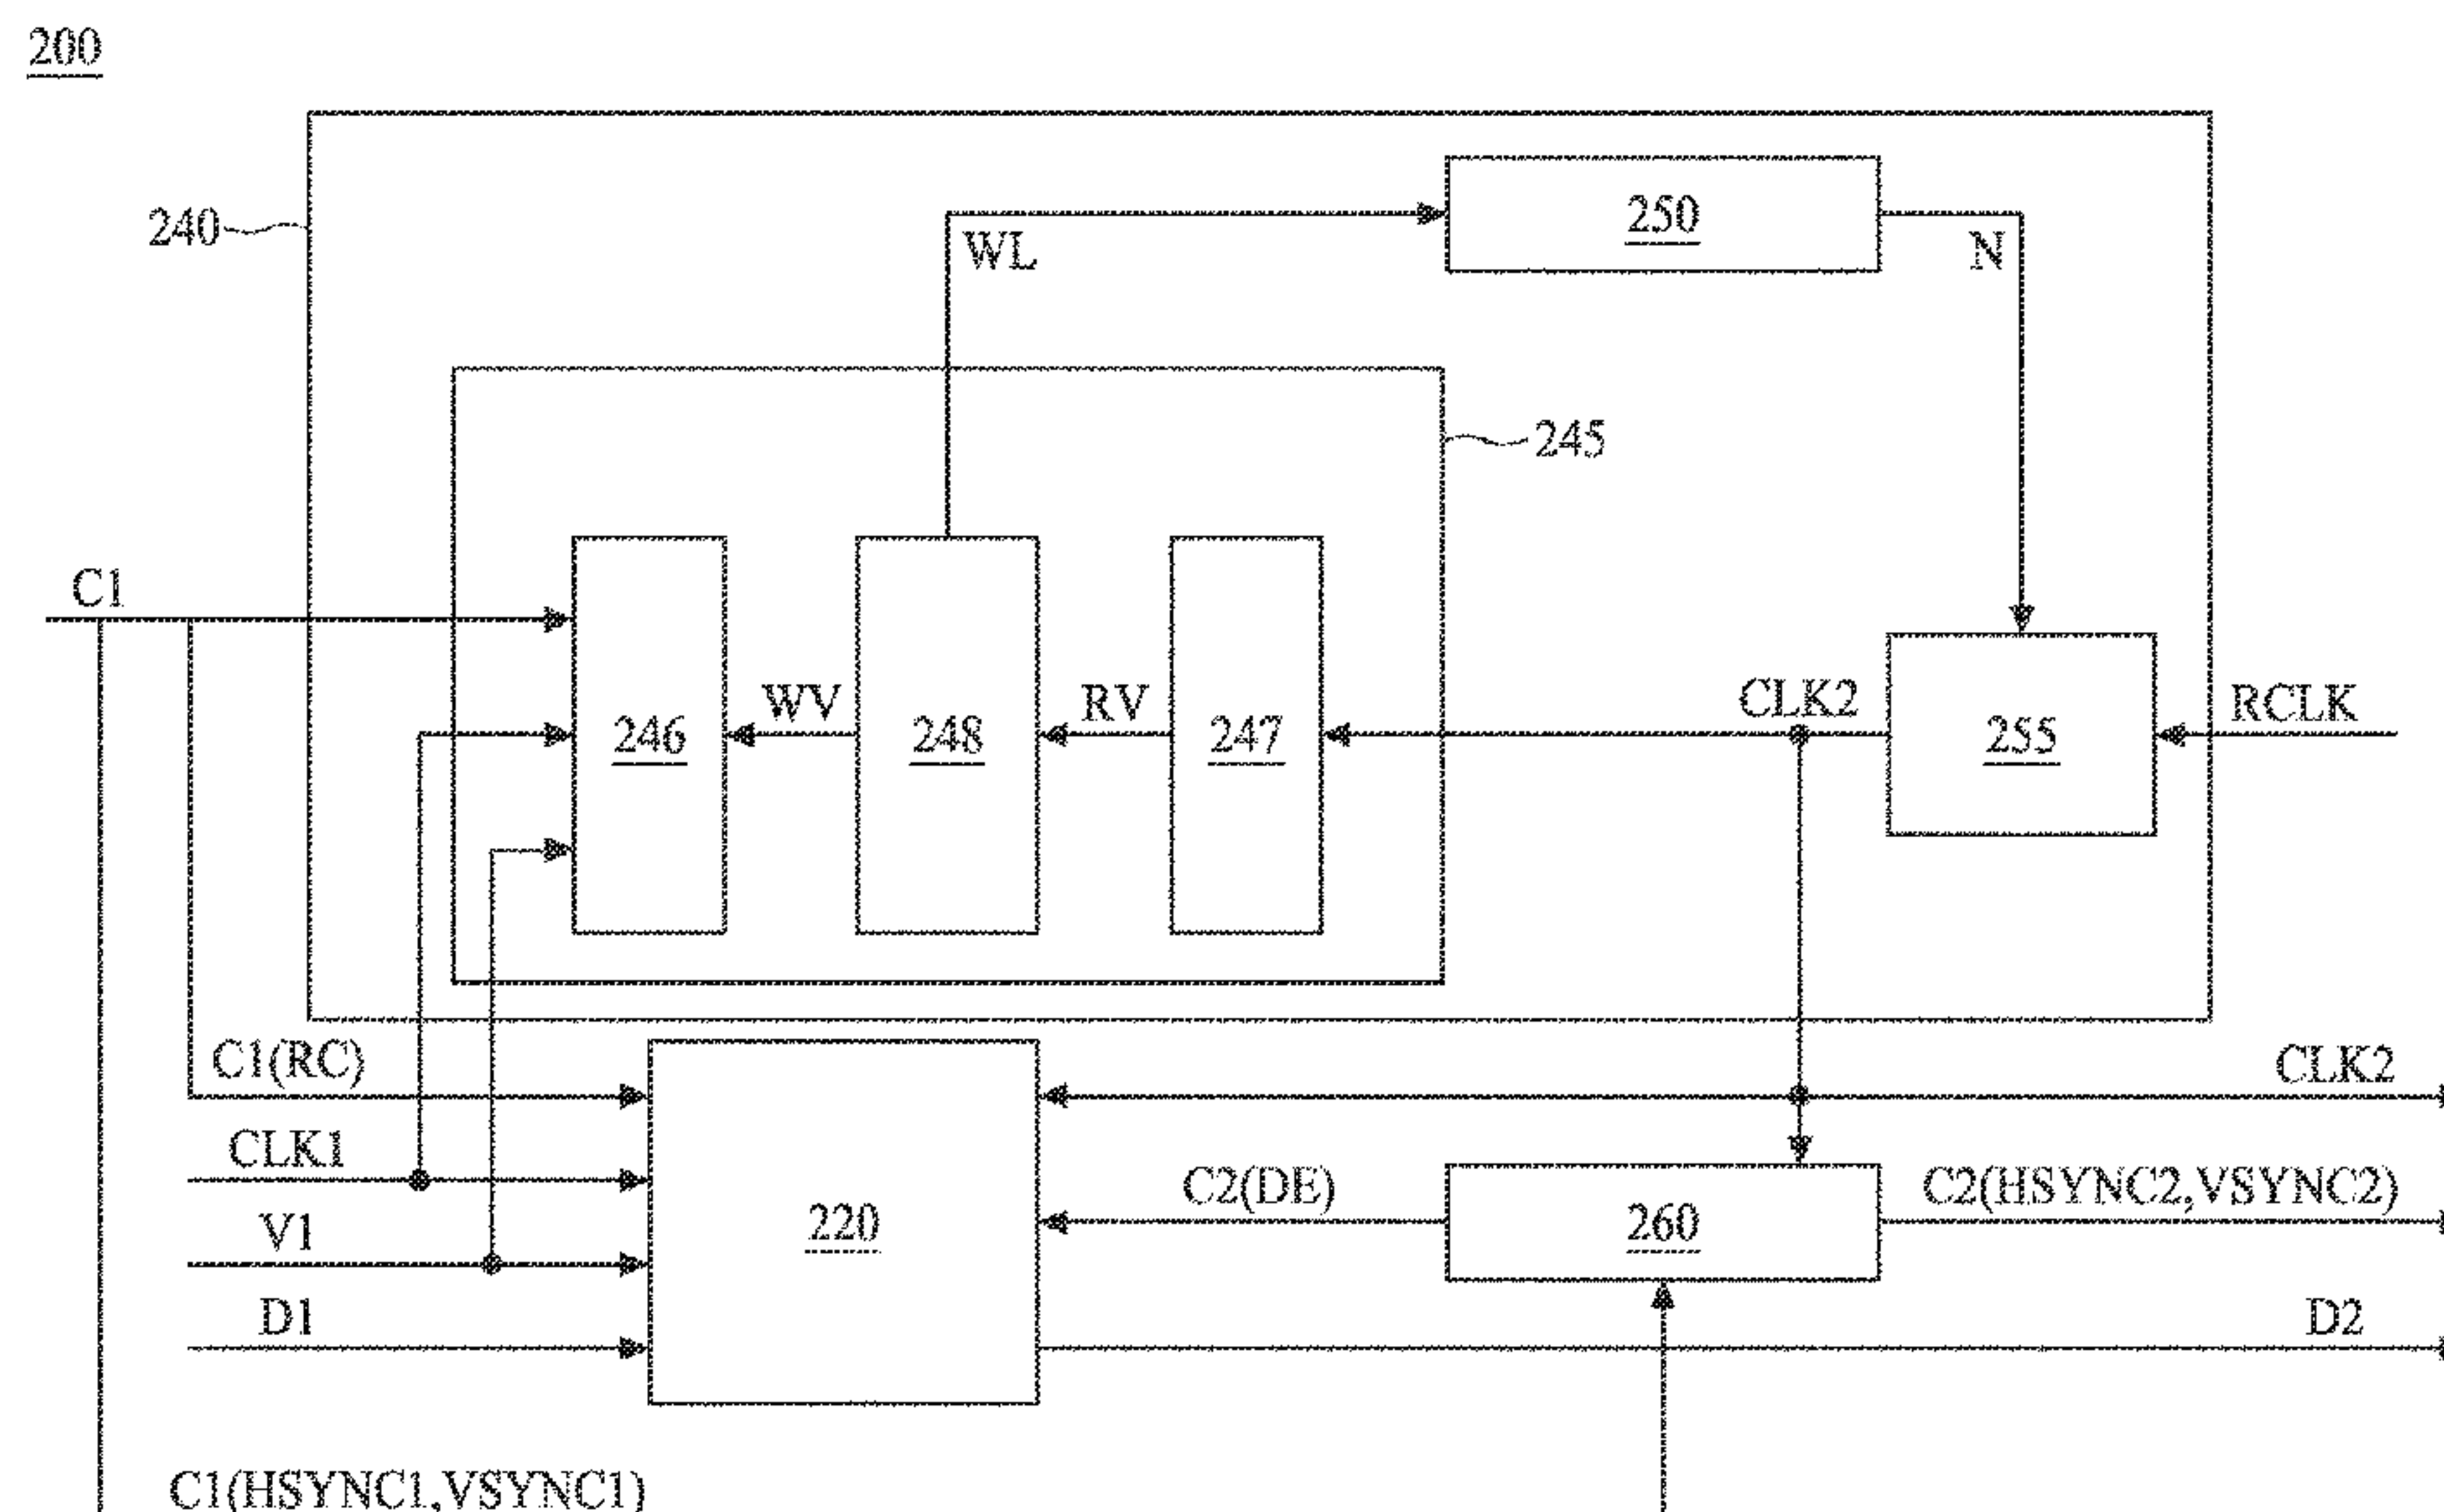 200
250
240
WL
N
245
C1
CLK2
RCLK
WV
RV
246
248
247
255
C1(RC)
CLK2
CLK1
C2(DE)
C2(HSYNC2,VSYNC2)
V1
220
260
D1
D2
C1(HSYNC1,VSYNC1)